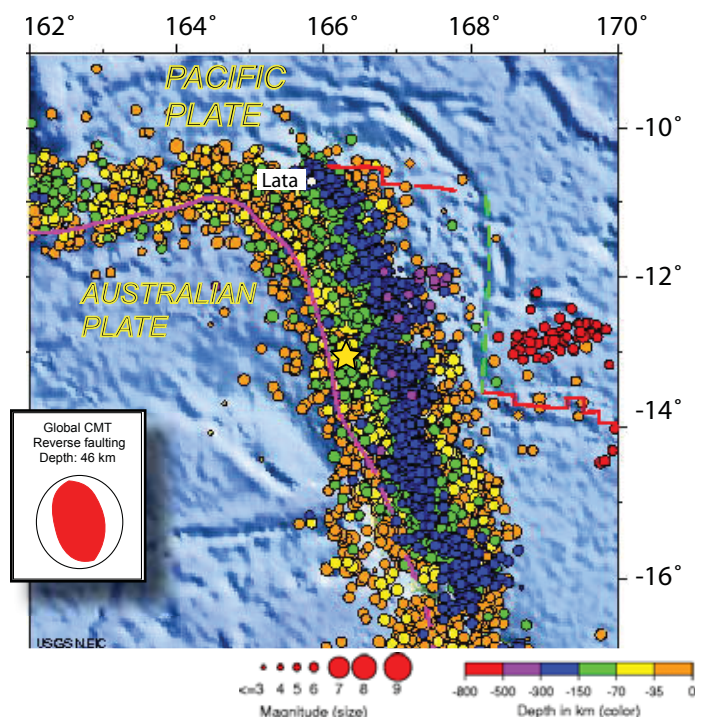 162° 164° 166° 168° 170°
PACIFIC
PLATE
-10°
Lata
-12°
AUSTRALIAN
PLATE
-14°
Global CMT
Reverse faulting
Depth: 46 km
-16°
USGS NEIC
<=3 4 5 6 7 8 9
Magnitude (size)
-800 -500 -300 -150 -70 -35 0
Depth in km (color)